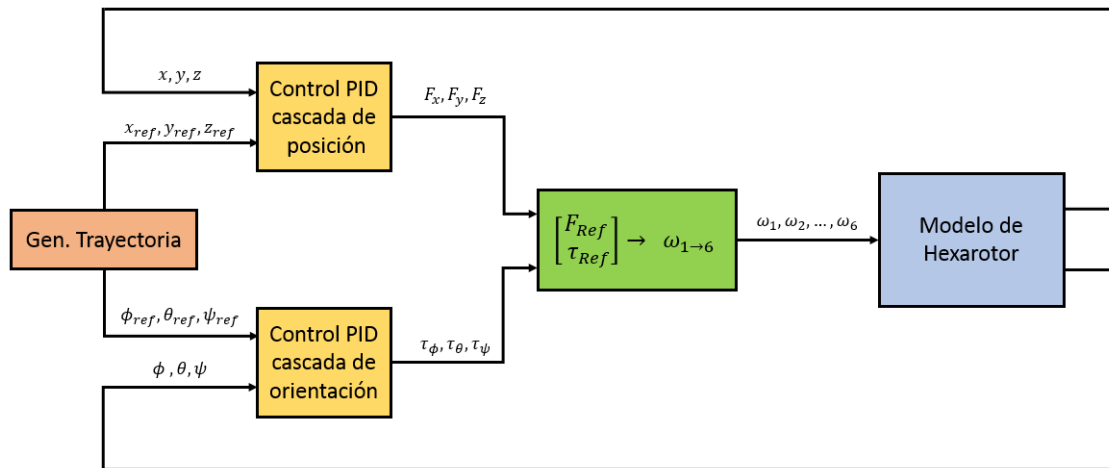 x, y, z
x_ref, y_ref, z_ref
Control PID
cascada de
posición
F_x, F_y, F_z
Gen. Trayectoria
[F_Ref
τ_Ref] → ω_1→6
ω_1, ω_2, ..., ω_6
Modelo de
Hexarotor
ϕ_ref, θ_ref, ψ_ref
ϕ , θ, ψ
Control PID
cascada de
orientación
τ_ϕ, τ_θ, τ_ψ